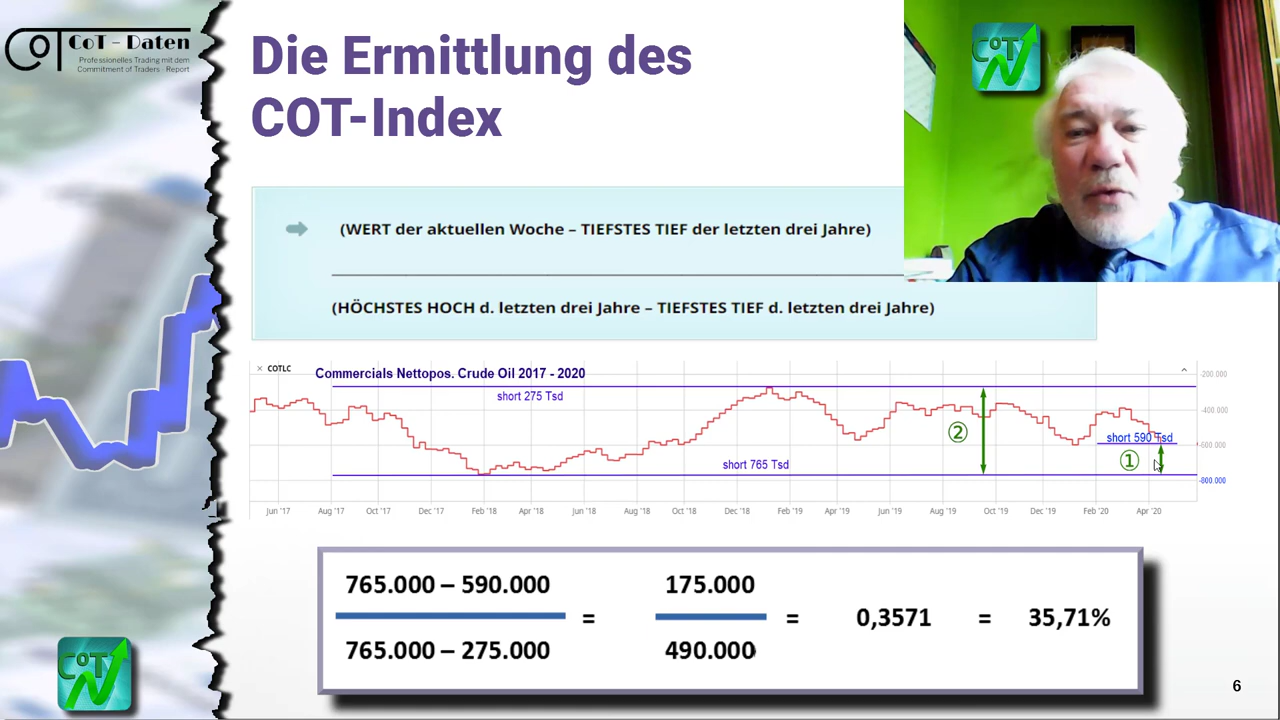 CoT
CoT – Daten
Professionelles Trading mit dem
Commitment of Traders - Report
Die Ermittlung des
COT-Index
CoT
(WERT der aktuellen Woche – TIEFSTES TIEF der letzten drei Jahre)
(HÖCHSTES HOCH d. letzten drei Jahre – TIEFSTES TIEF d. letzten drei Jahre)
× COTLC
Commercials Nettopos. Crude Oil 2017 - 2020
-200.000
short 275 Tsd
-400.000
②
short 590 Tsd
-600.000
short 765 Tsd
①
-800.000
Jun '17 Aug '17 Oct '17 Dec '17 Feb '18 Apr '18 Jun '18 Aug '18 Oct '18 Dec '18 Feb '19 Apr '19 Jun '19 Aug '19 Oct '19 Dec '19 Feb '20 Apr '20
765.000 – 590.000 175.000
= = 0,3571 = 35,71%
765.000 – 275.000 490.000
CoT
6